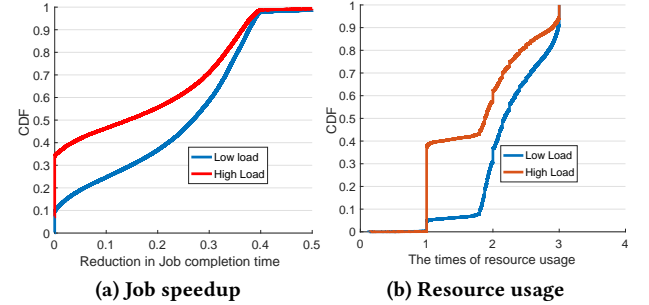 1
0.9
0.8
0.7
0.6
0.5
0.4
0.3
0.2
0.1
0
CDF
Low load
High Load
0 0.1 0.2 0.3 0.4 0.5
Reduction in Job completion time
(a) Job speedup
1
0.9
0.8
0.7
0.6
0.5
0.4
0.3
0.2
0.1
0
CDF
Low Load
High Load
0 1 2 3 4
The times of resource usage
(b) Resource usage